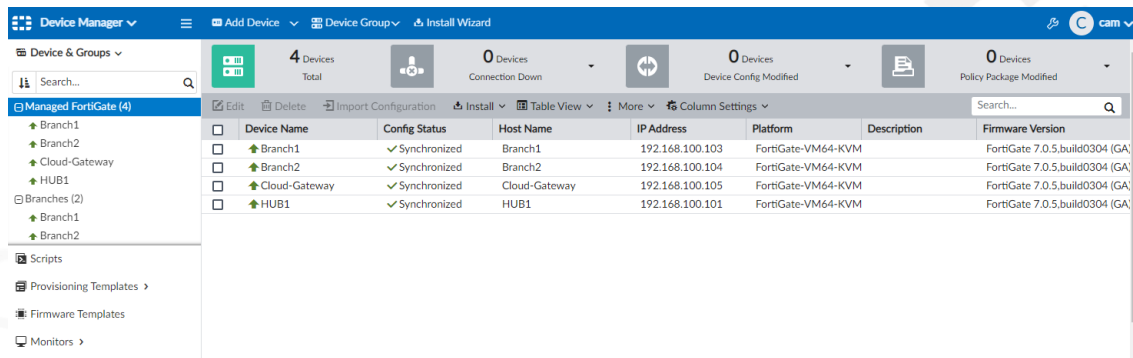 Device Manager Add Device Device Group Install Wizard C cam
Device & Groups
Search...
Managed FortiGate (4)
Branch1
Branch2
Cloud-Gateway
HUB1
Branches (2)
Branch1
Branch2
Scripts
Provisioning Templates
Firmware Templates
Monitors
4 Devices
Total
0 Devices
Connection Down
0 Devices
Device Config Modified
0 Devices
Policy Package Modified
Edit Delete Import Configuration Install Table View More Column Settings Search...
Device Name Config Status Host Name IP Address Platform Description Firmware Version
Branch1 Synchronized Branch1 192.168.100.103 FortiGate-VM64-KVM FortiGate 7.0.5,build0304 (GA)
Branch2 Synchronized Branch2 192.168.100.104 FortiGate-VM64-KVM FortiGate 7.0.5,build0304 (GA)
Cloud-Gateway Synchronized Cloud-Gateway 192.168.100.105 FortiGate-VM64-KVM FortiGate 7.0.5,build0304 (GA)
HUB1 Synchronized HUB1 192.168.100.101 FortiGate-VM64-KVM FortiGate 7.0.5,build0304 (GA)